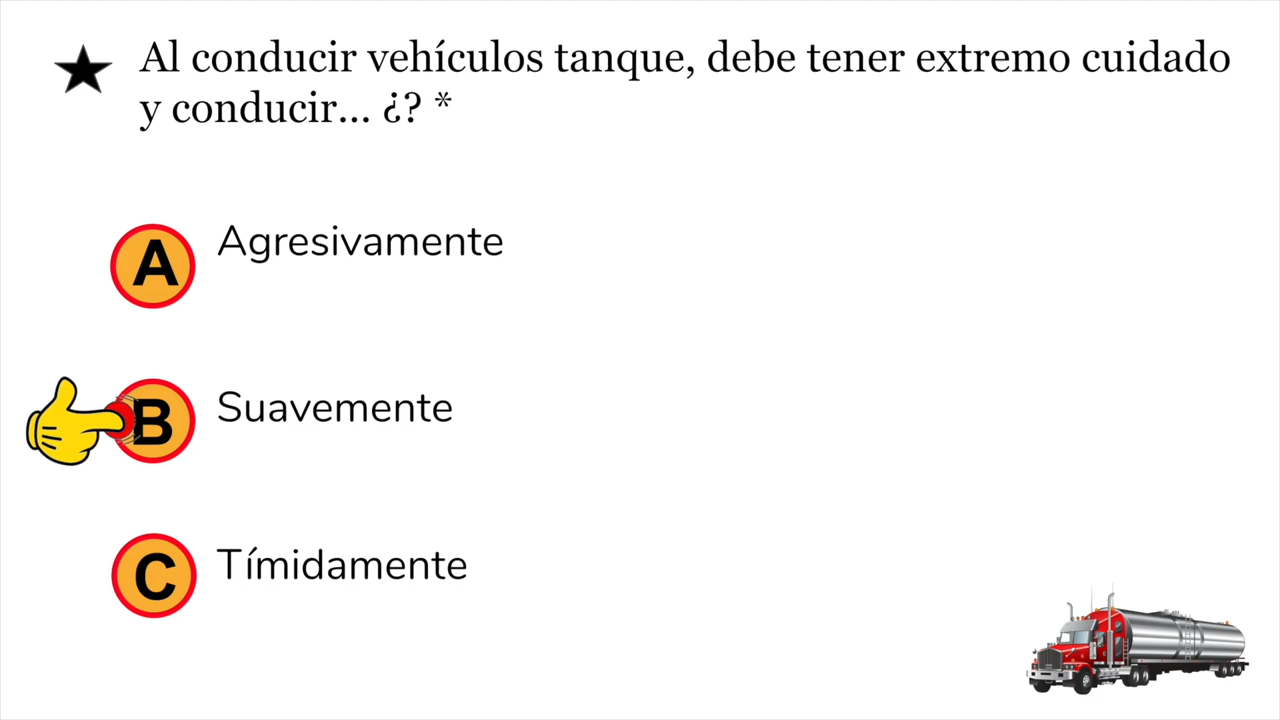 Al conducir vehículos tanque, debe tener extremo cuidado
y conducir... ¿? *
A Agresivamente
B Suavemente
C Tímidamente